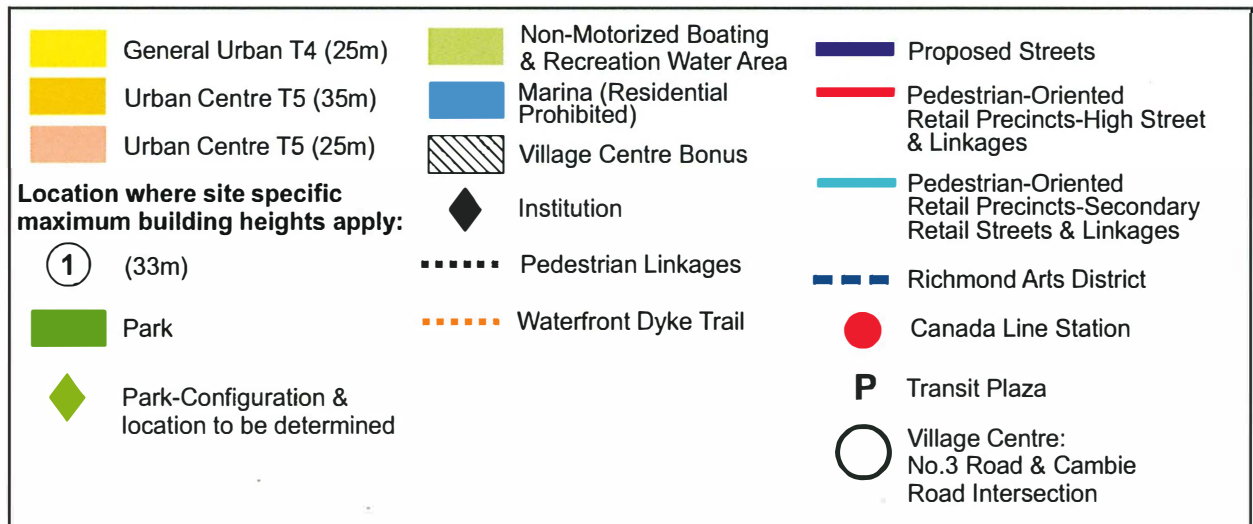 General Urban T4 (25m)
Urban Centre T5 (35m)
Urban Centre T5 (25m)
Location where site specific
maximum building heights apply:
1 (33m)
Park
Park-Configuration &
location to be determined
Non-Motorized Boating
& Recreation Water Area
Marina (Residential
Prohibited)
Village Centre Bonus
Institution
Pedestrian Linkages
Waterfront Dyke Trail
Proposed Streets
Pedestrian-Oriented
Retail Precincts-High Street
& Linkages
Pedestrian-Oriented
Retail Precincts-Secondary
Retail Streets & Linkages
Richmond Arts District
Canada Line Station
P Transit Plaza
Village Centre:
No.3 Road & Cambie
Road Intersection